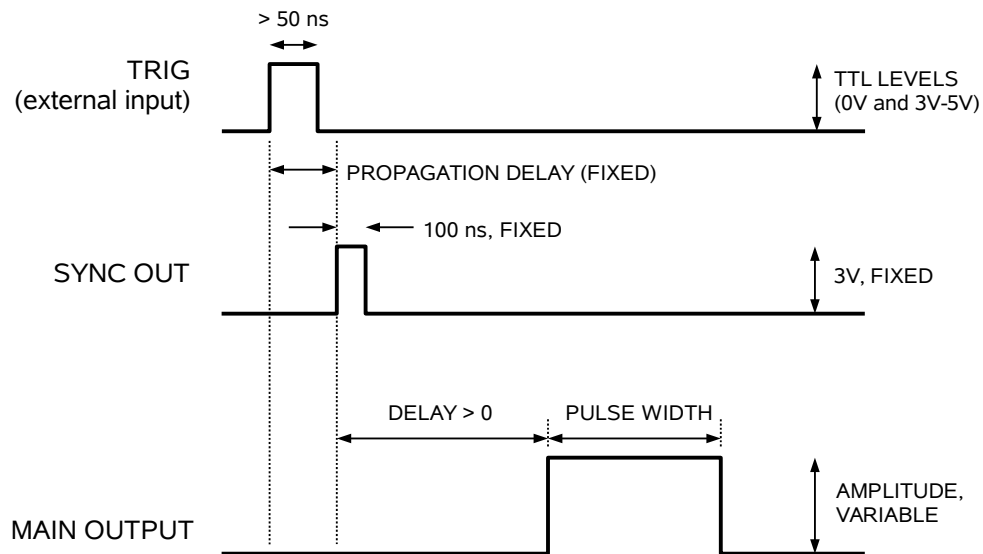 > 50 ns
TRIG
(external input)
TTL LEVELS
(0V and 3V-5V)
PROPAGATION DELAY (FIXED)
100 ns, FIXED
SYNC OUT
3V, FIXED
DELAY > 0
PULSE WIDTH
AMPLITUDE,
VARIABLE
MAIN OUTPUT